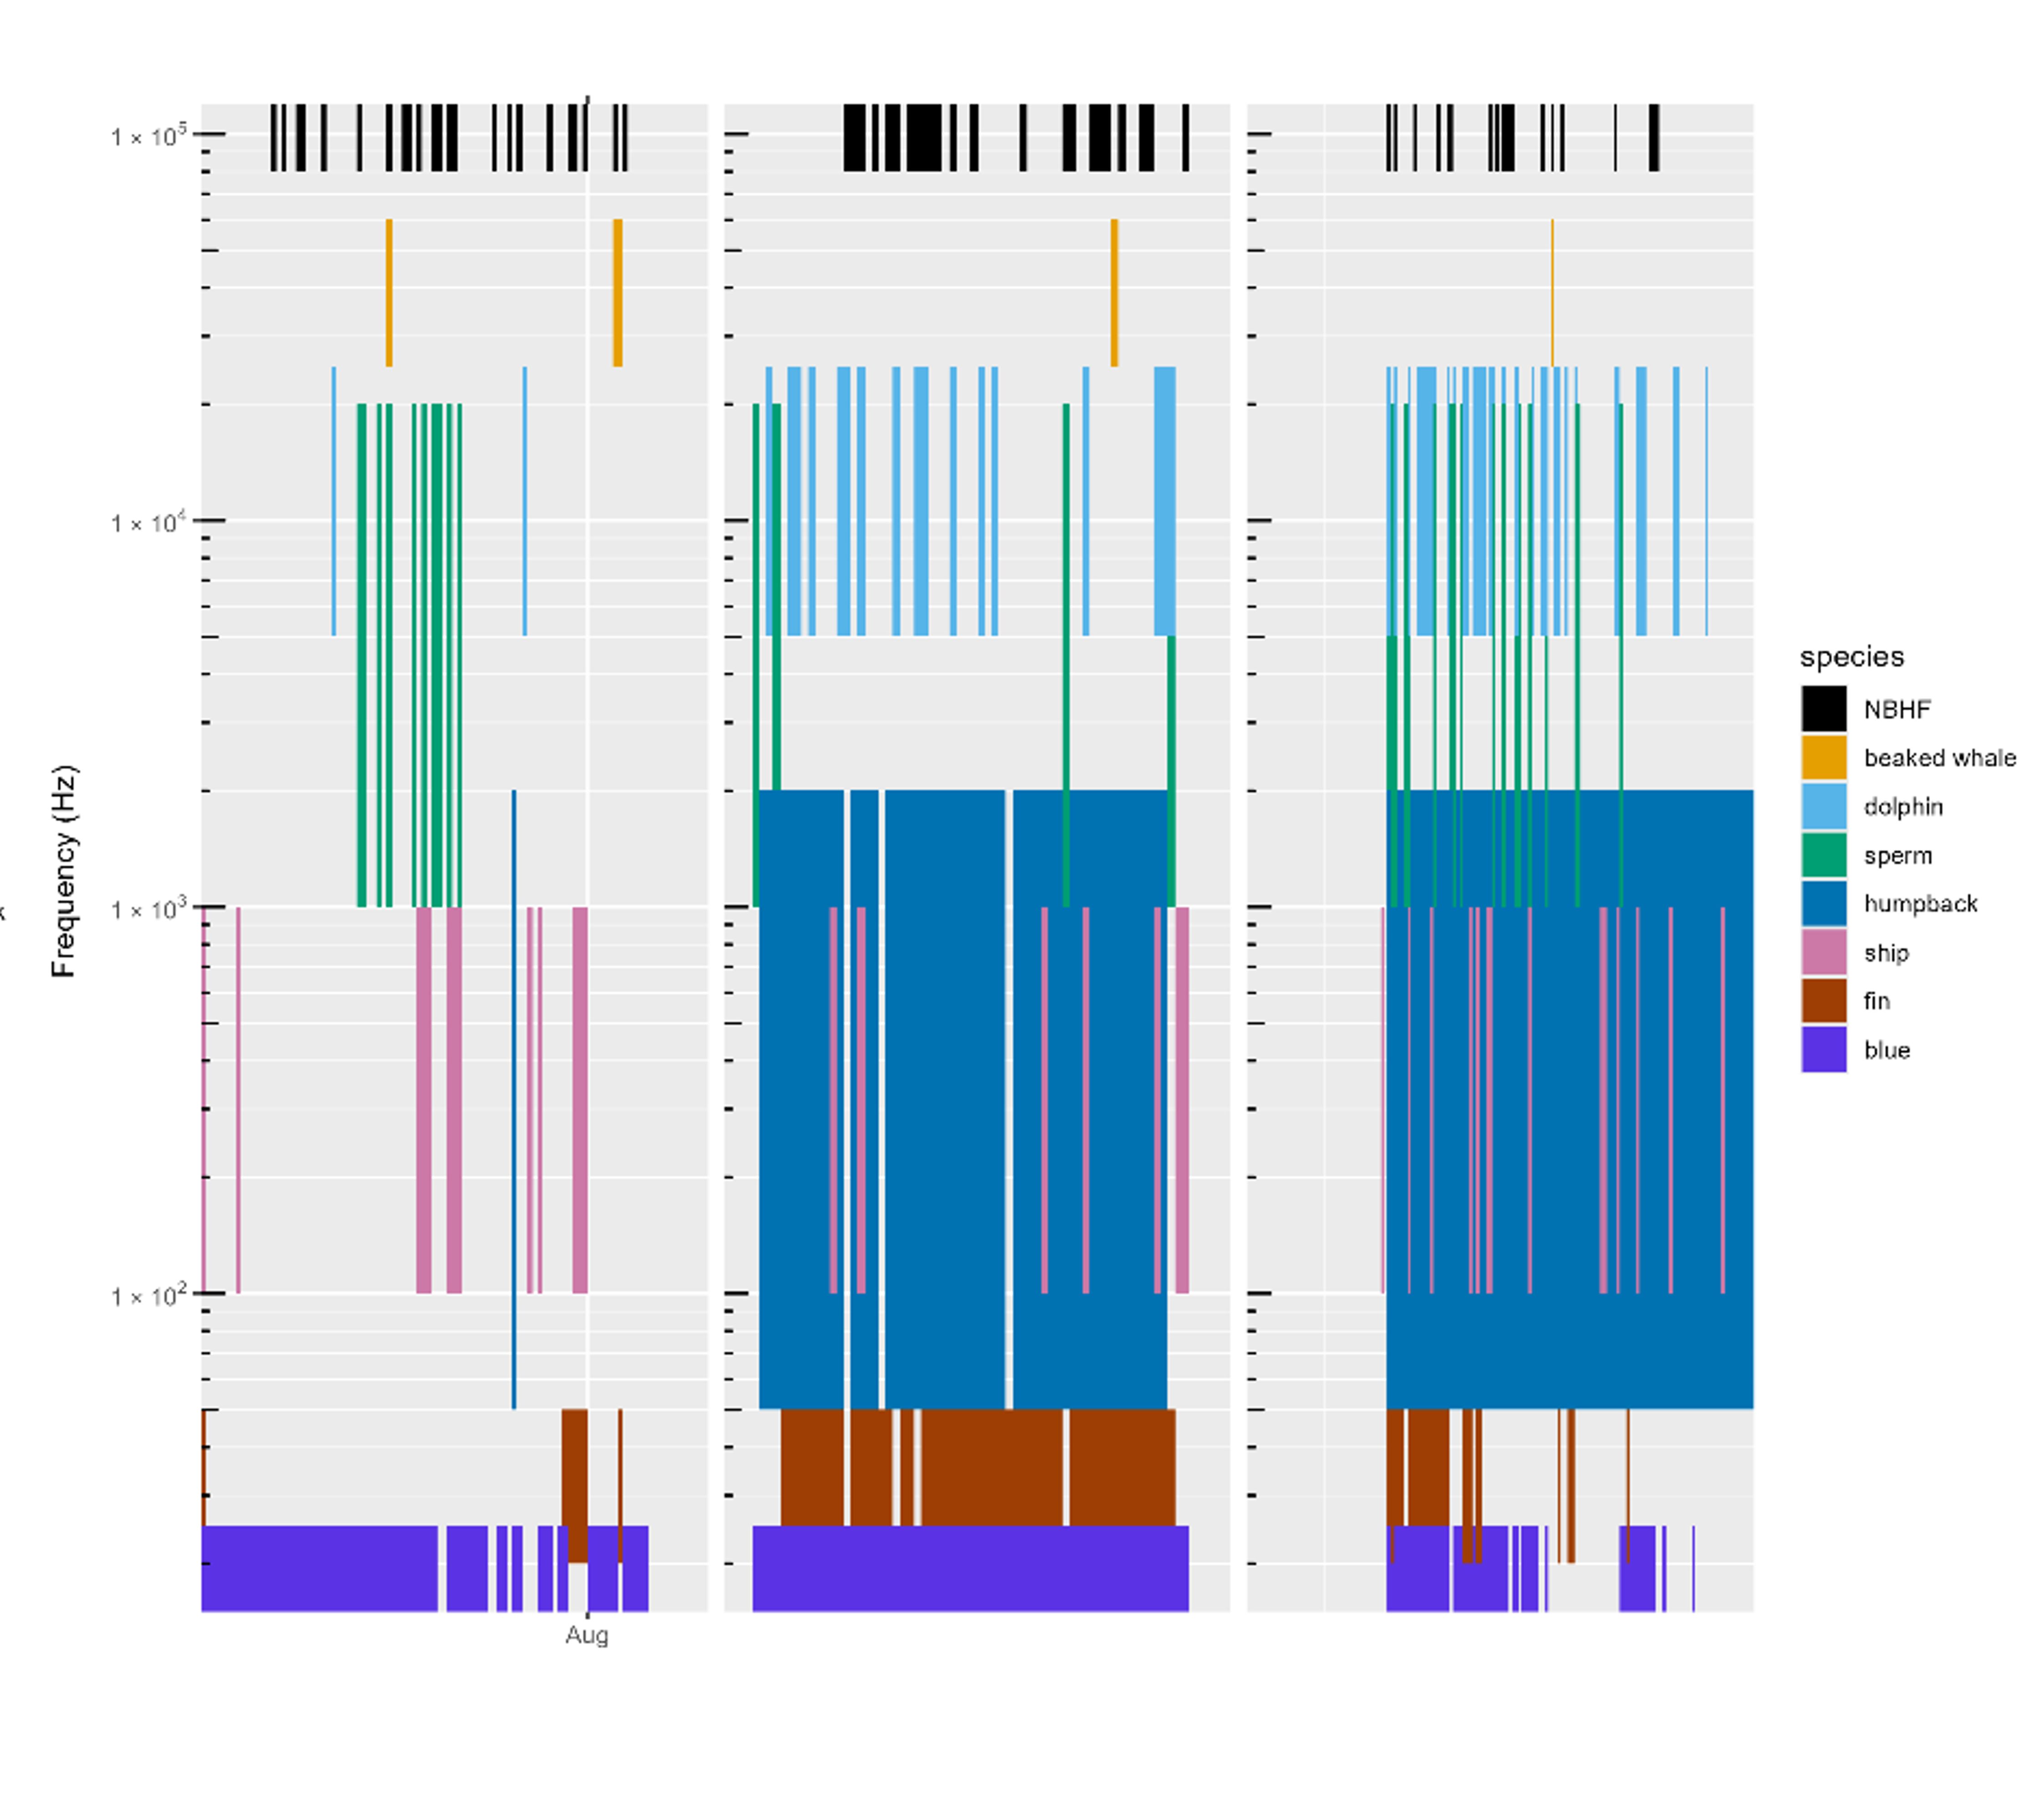 1 × 10⁵
1 × 10⁴
1 × 10³
1 × 10²
Frequency (Hz)
Aug
species
NBHF
beaked whale
dolphin
sperm
humpback
ship
fin
blue